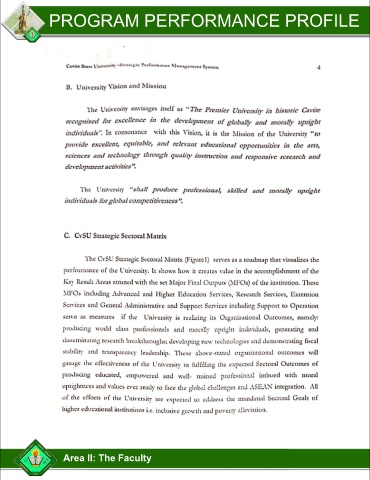 PROGRAM PERFORMANCE PROFILE
Cavite State University –Strategic Performance Management System
4
B. University Vision and Mission
The University envisages itself as "The Premier University in historic Cavite
recognized for excellence in the development of globally and morally upright
individuals". In consonance with this Vision, it is the Mission of the University "to
provide excellent, equitable, and relevant educational opportunities in the arts,
sciences and technology through quality instruction and responsive research and
development activities".
The University "shall produce professional, skilled and morally upright
individuals for global competitiveness".
C. CvSU Strategic Sectoral Matrix
The CvSU Strategic Sectoral Matrix (Figure1) serves as a roadmap that visualizes the
performance of the University. It shows how it creates value in the accomplishment of the
Key Result Areas attuned with the set Major Final Outputs (MFOs) of the institution. These
MFOs including Advanced and Higher Education Services, Research Services, Extension
Services and General Administrative and Support Services including Support to Operation
serve as measures if the University is realizing its Organizational Outcomes, namely:
producing world class professionals and morally upright individuals, generating and
disseminating research breakthroughs; developing new technologies and demonstrating fiscal
stability and transparency leadership. These above-stated organizational outcomes will
gauage the effectiveness of the University in fulfilling the expected Sectoral Outcomes of
producing educated, empowered and well- trained professional imbued with moral
uprightness and values ever ready to face the global challenges and ASEAN integration. All
of the efforts of the University are expected to address the mandated Sectoral Goals of
higher educational institutions i.e. inclusive growth and poverty alleviation.
Area II: The Faculty